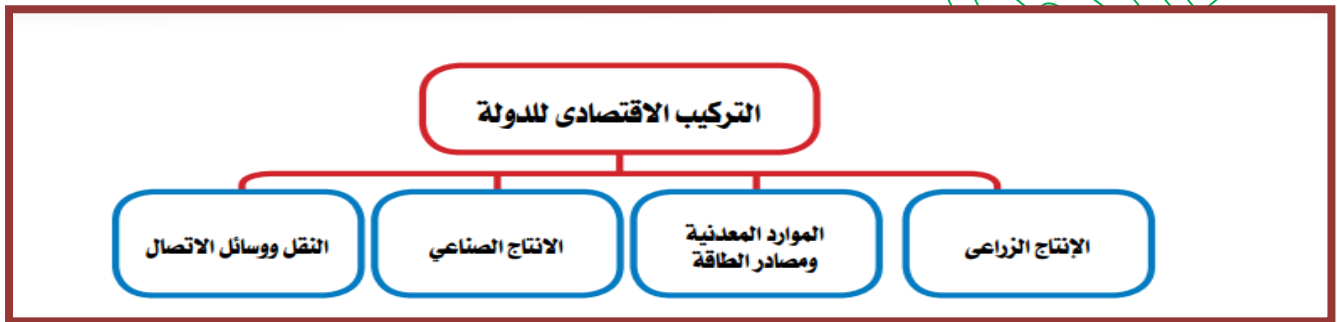 التركيب الاقتصادى للدولة
الإنتاج الزراعى
الموارد المعدنية
ومصادر الطاقة
الانتاج الصناعي
النقل ووسائل الاتصال